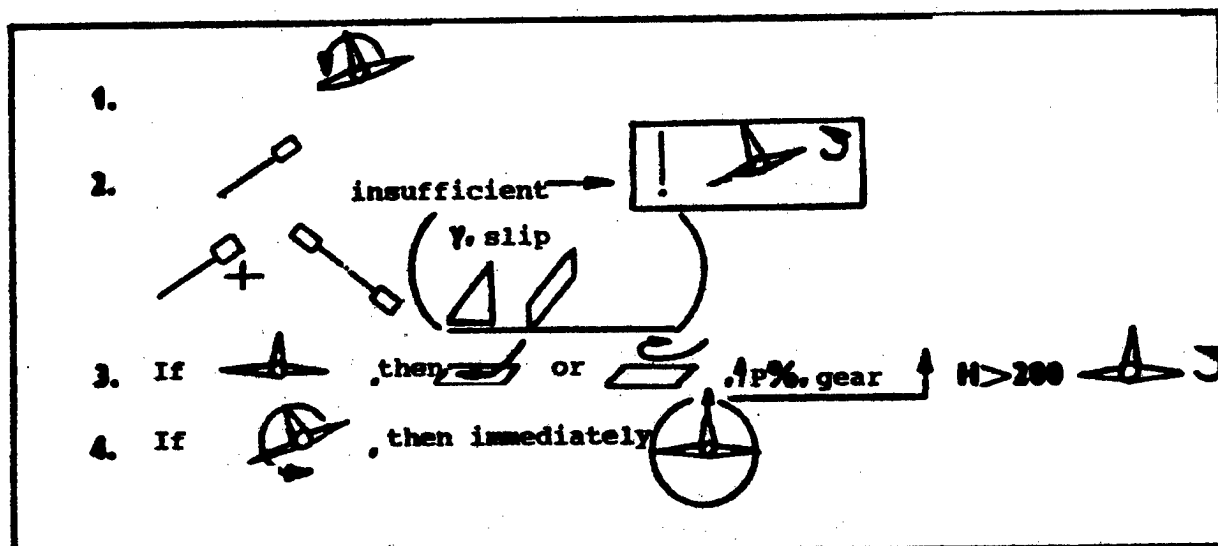 1.
2.
insufficient
γ, slip
3. If , then or , P%, gear H>200
4. If , then immediately